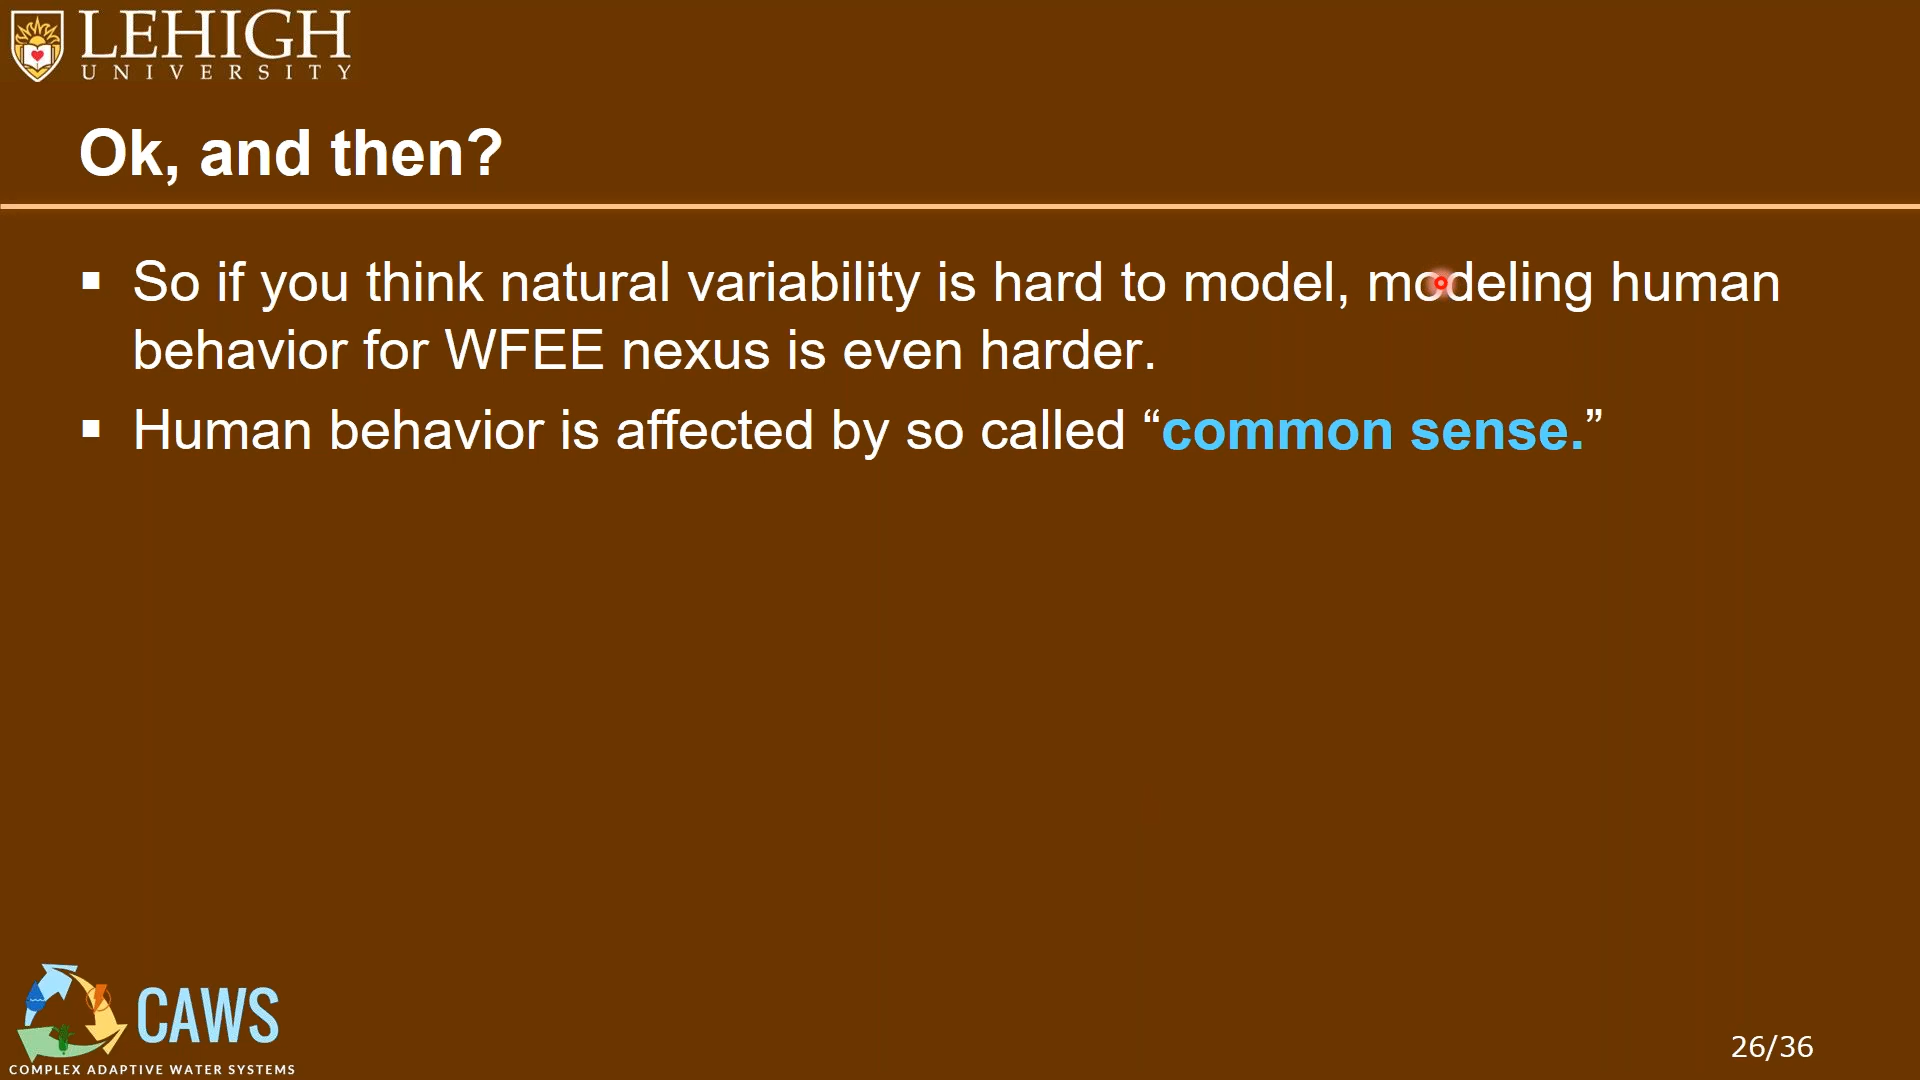 LEHIGH
UNIVERSITY
Ok, and then?
▪ So if you think natural variability is hard to model, modeling human
behavior for WFEE nexus is even harder.
▪ Human behavior is affected by so called “common sense.”
CAWS
COMPLEX ADAPTIVE WATER SYSTEMS
26/36